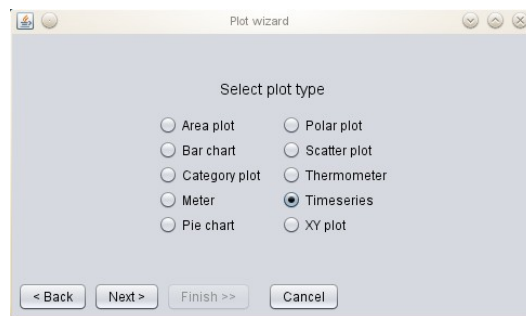 Plot wizard
Select plot type
Area plot
Polar plot
Bar chart
Scatter plot
Category plot
Thermometer
Meter
Timeseries
Pie chart
XY plot
< Back
Next >
Finish >>
Cancel